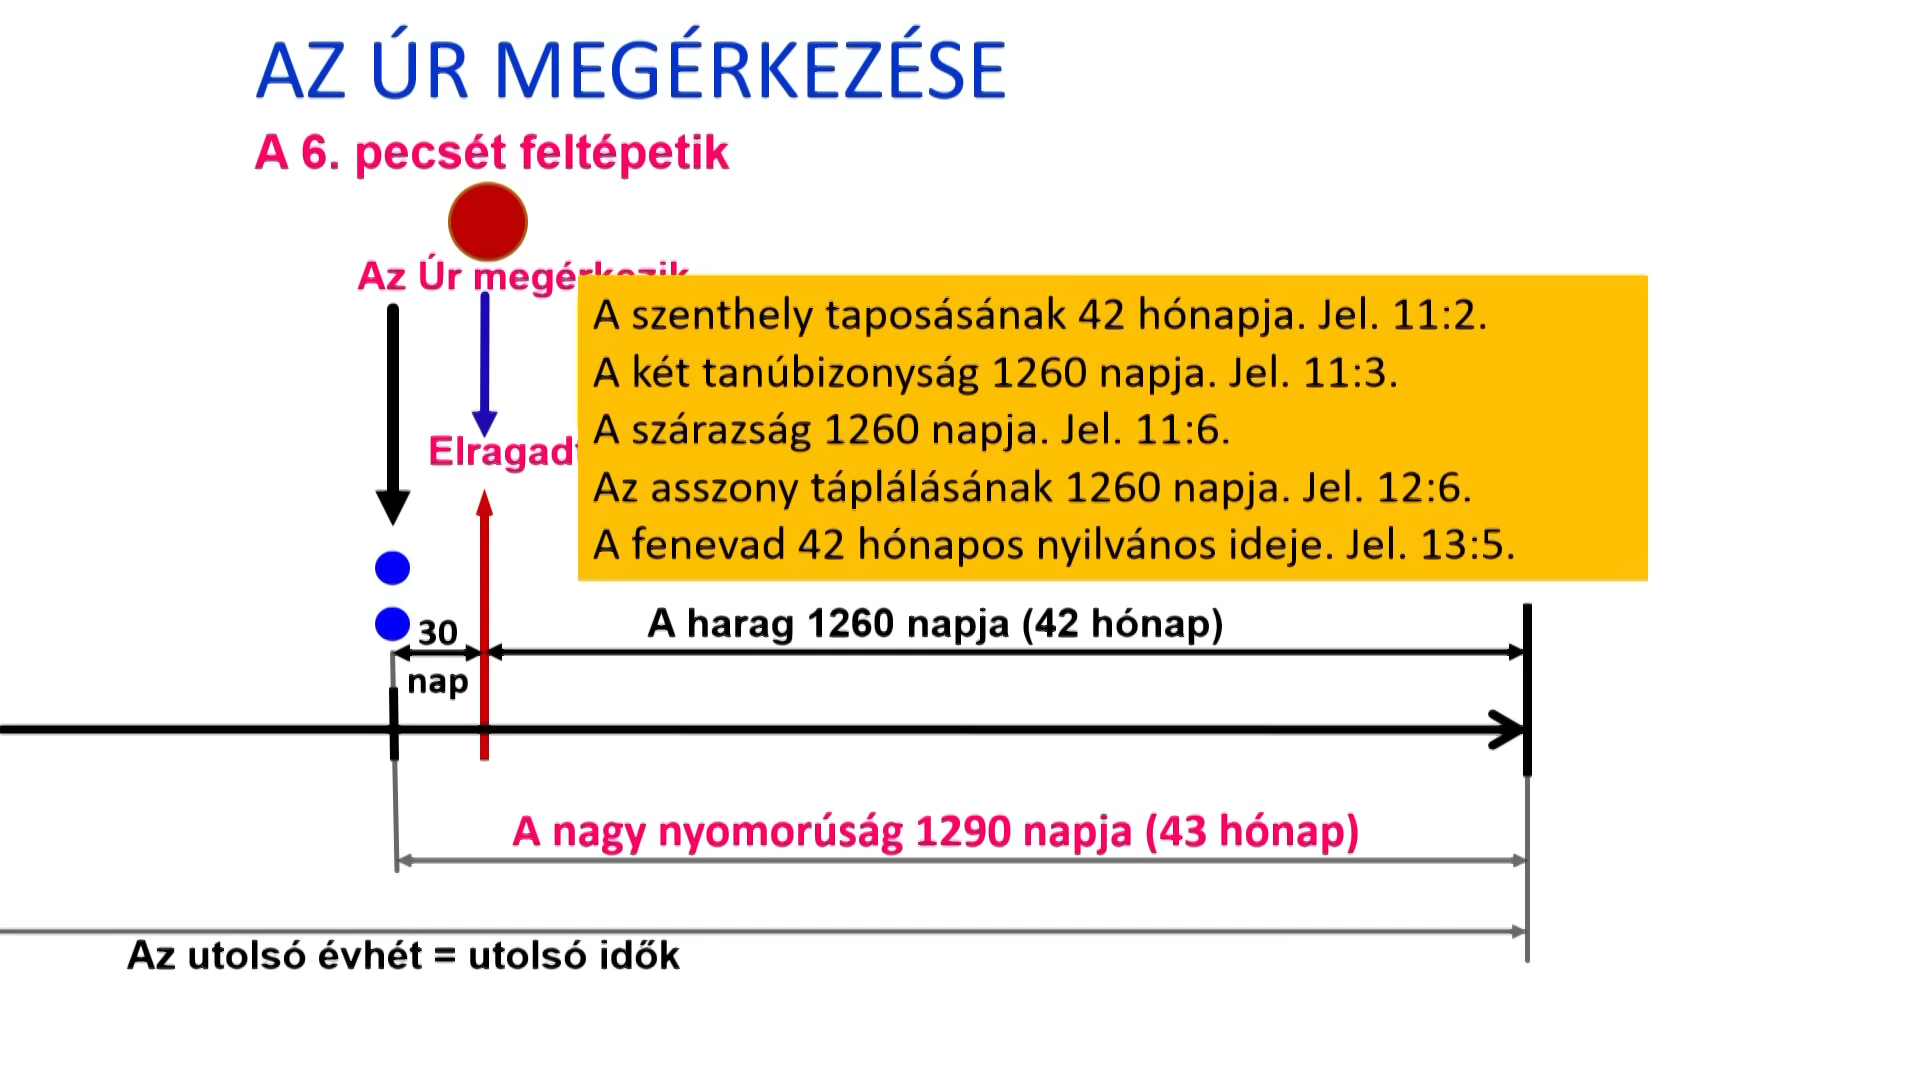 AZ ÚR MEGÉRKEZÉSE
A 6. pecsét feltépetik
Az Úr megérkezik
A szenthely taposásának 42 hónapja. Jel. 11:2.
A két tanúbizonyság 1260 napja. Jel. 11:3.
A szárazság 1260 napja. Jel. 11:6.
Az asszony táplálásának 1260 napja. Jel. 12:6.
A fenevad 42 hónapos nyilvános ideje. Jel. 13:5.
A harag 1260 napja (42 hónap)
30
nap
A nagy nyomorúság 1290 napja (43 hónap)
Az utolsó évhét = utolsó idők